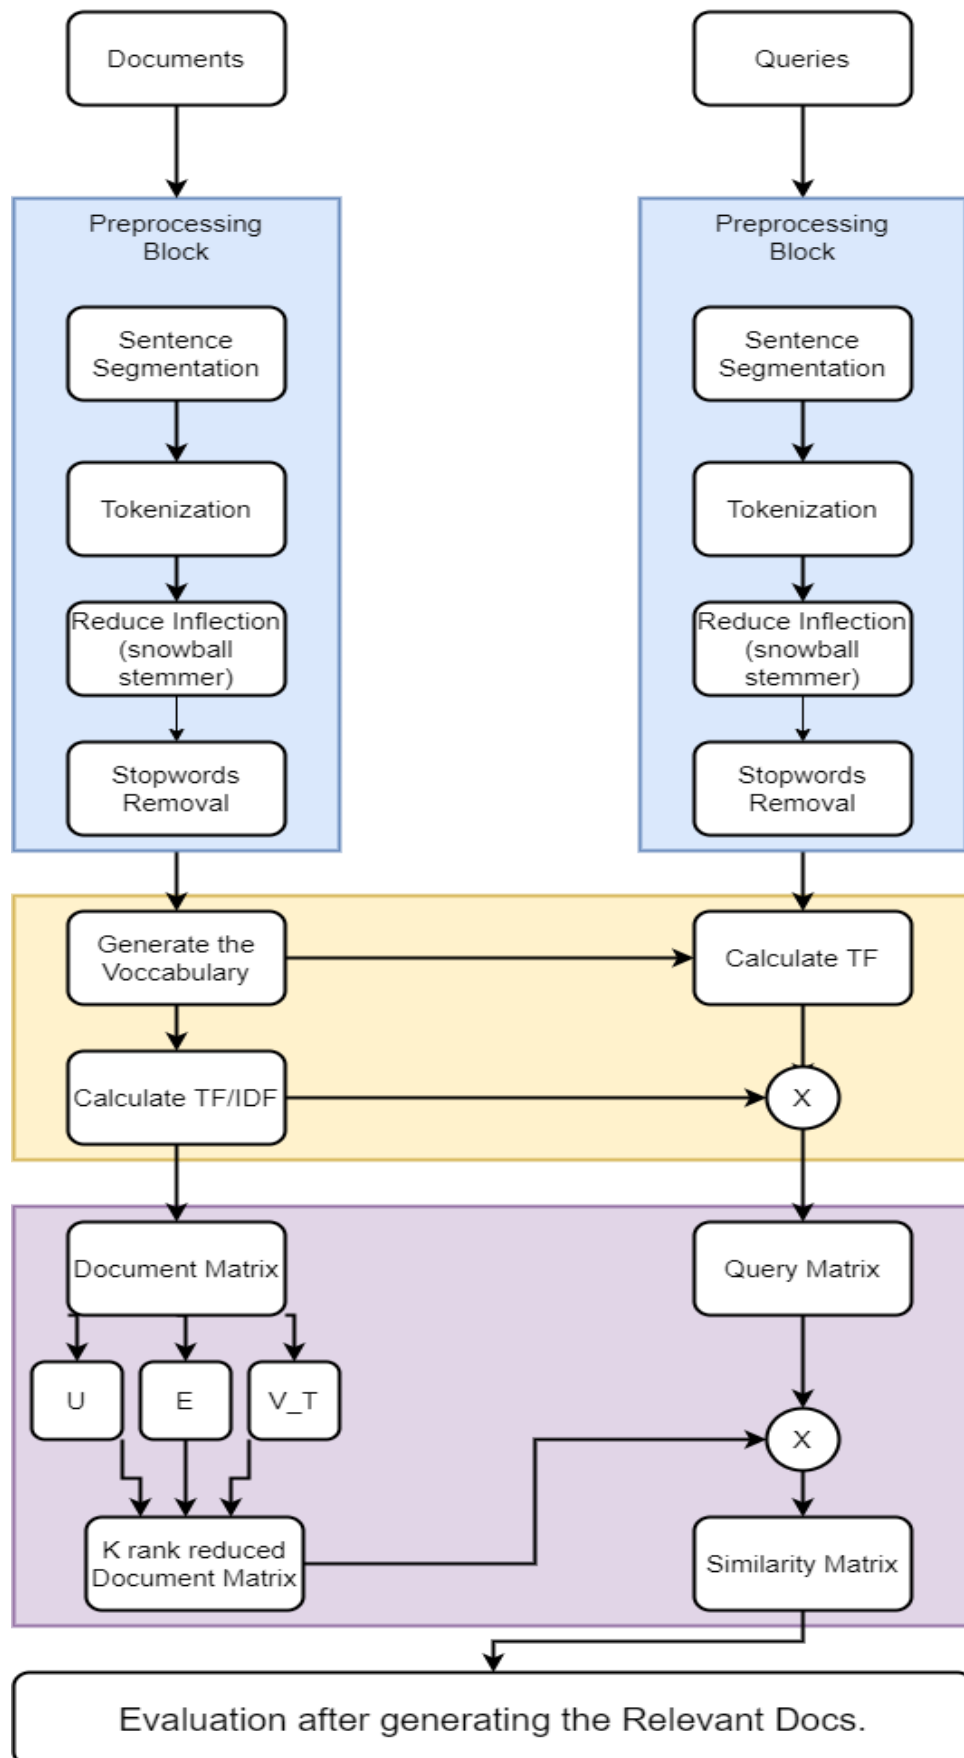 Documents
Queries
Preprocessing
Block
Preprocessing
Block
Sentence
Segmentation
Sentence
Segmentation
Tokenization
Tokenization
Reduce Inflection
(snowball
stemmer)
Reduce Inflection
(snowball
stemmer)
Stopwords
Removal
Stopwords
Removal
Generate the
Voccabulary
Calculate TF
Calculate TF/IDF
X
Document Matrix
Query Matrix
U
E
V_T
X
K rank reduced
Document Matrix
Similarity Matrix
Evaluation after generating the Relevant Docs.